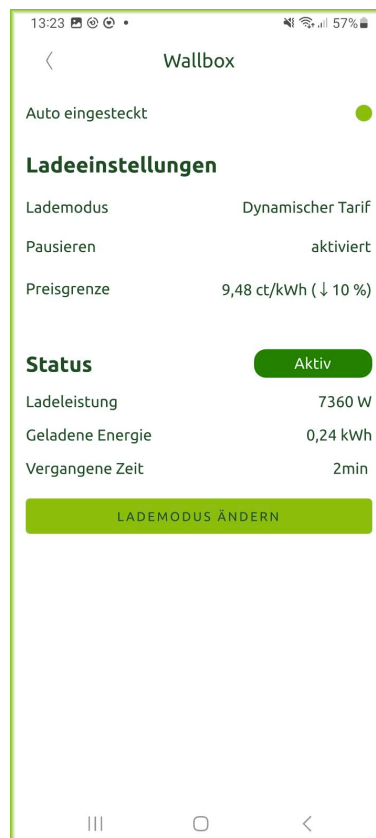 13:23 57%
Wallbox
Auto eingesteckt
Ladeeinstellungen
Lademodus Dynamischer Tarif
Pausieren aktiviert
Preisgrenze 9,48 ct/kWh (↓ 10 %)
Status Aktiv
Ladeleistung 7360 W
Geladene Energie 0,24 kWh
Vergangene Zeit 2min
LADEMODUS ÄNDERN